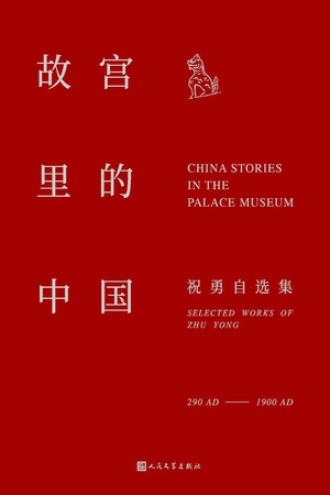 故宫
里的
中国
CHINA STORIES
IN THE
PALACE MUSEUM
祝勇自选集
SELECTED WORKS OF
ZHU YONG
290 AD —— 1900 AD
人民文学出版社